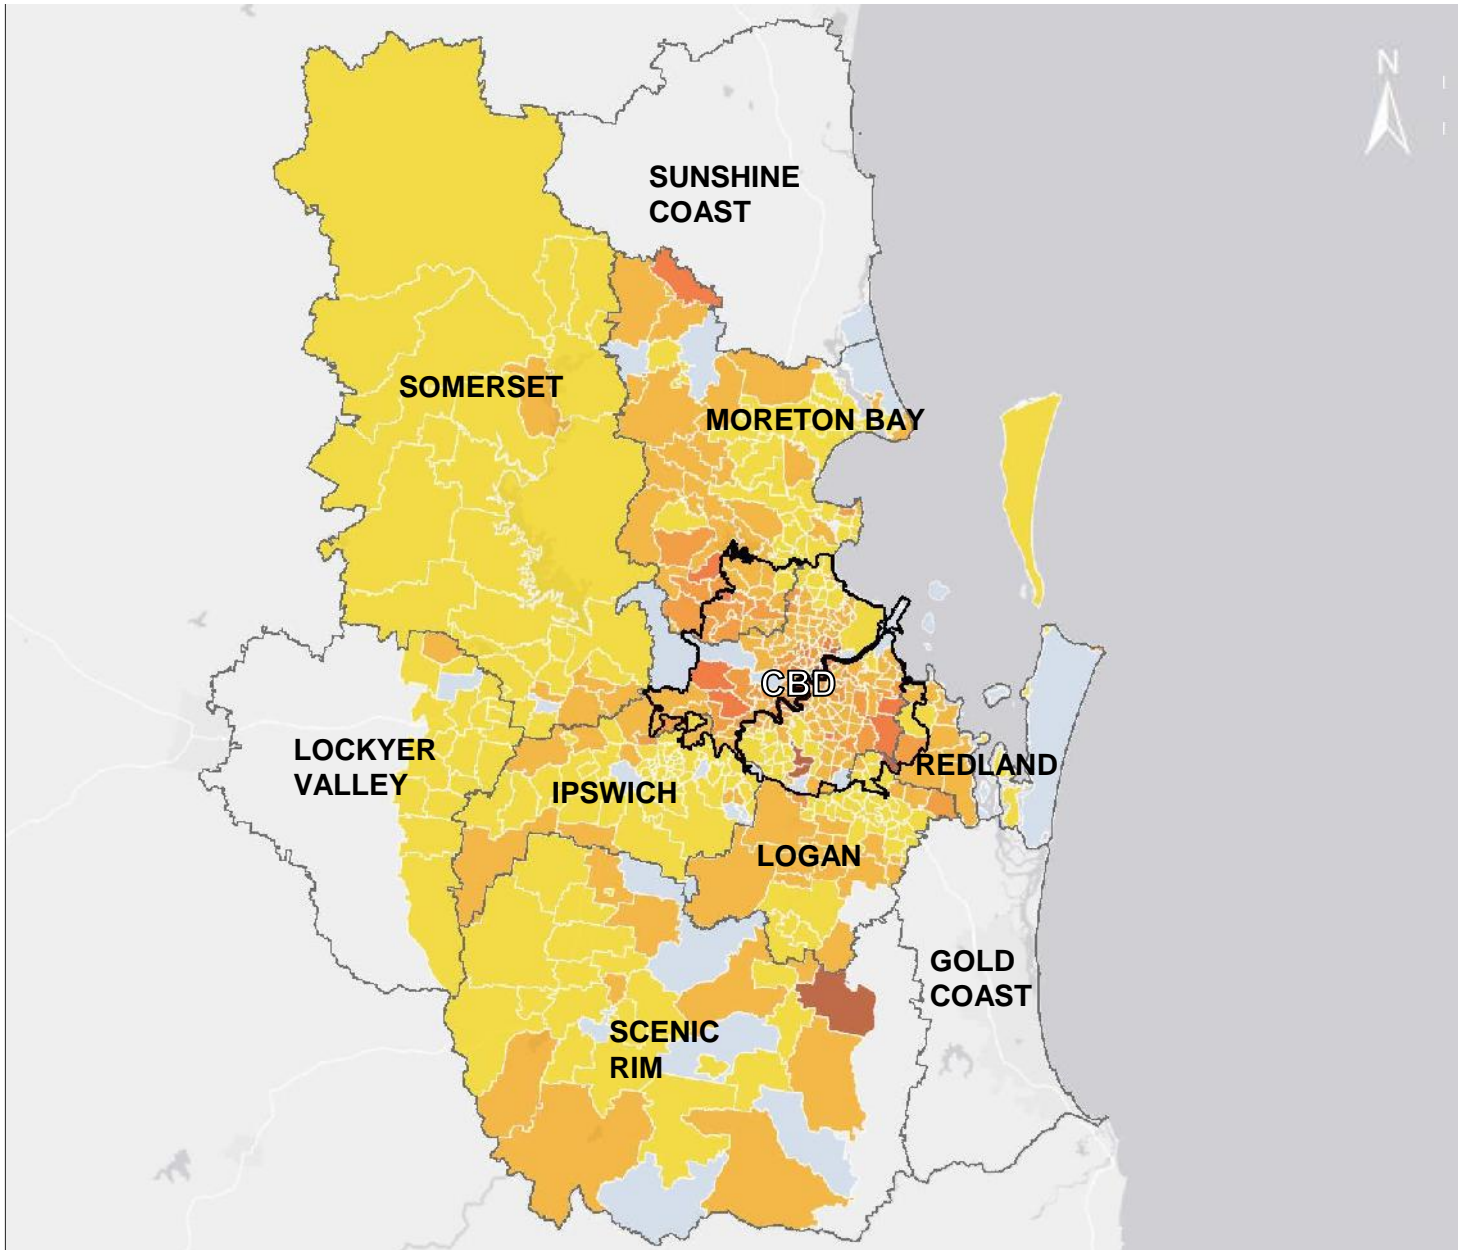 N
SUNSHINE
COAST
SOMERSET
MORETON BAY
CBD
LOCKYER
VALLEY
REDLAND
IPSWICH
LOGAN
GOLD
COAST
SCENIC
RIM